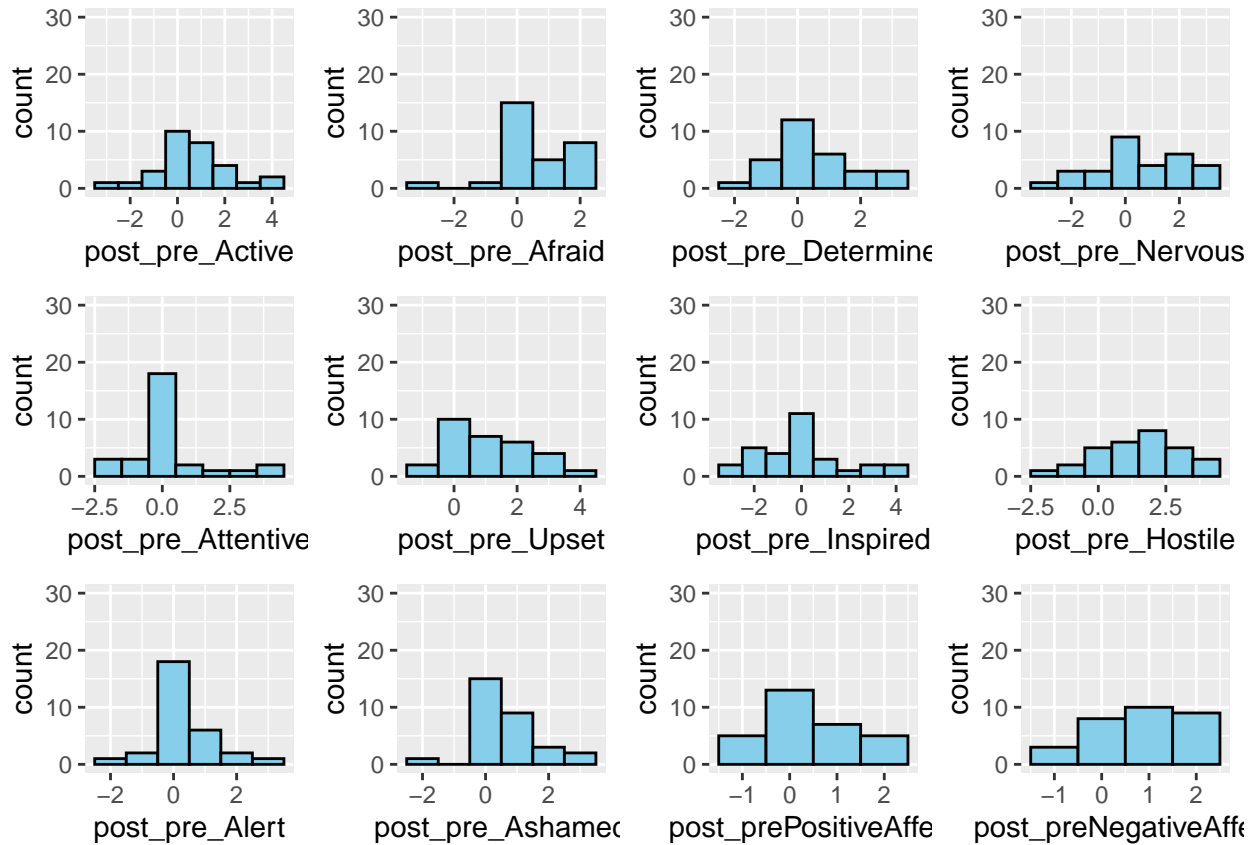 30
20
10
0
count
−2 0 2 4
post_pre_Active
30
20
10
0
count
−2 0 2
post_pre_Afraid
30
20
10
0
count
−2 −1 0 1 2 3
post_pre_Determine
30
20
10
0
count
−2 0 2
post_pre_Nervous
30
20
10
0
count
−2.5 0.0 2.5
post_pre_Attentive
30
20
10
0
count
0 2 4
post_pre_Upset
30
20
10
0
count
−2 0 2 4
post_pre_Inspired
30
20
10
0
count
−2.5 0.0 2.5
post_pre_Hostile
30
20
10
0
count
−2 0 2
post_pre_Alert
30
20
10
0
count
−2 0 2
post_pre_Ashamed
30
20
10
0
count
−1 0 1 2
post_prePositiveAffe
30
20
10
0
count
−1 0 1 2
post_preNegativeAffe